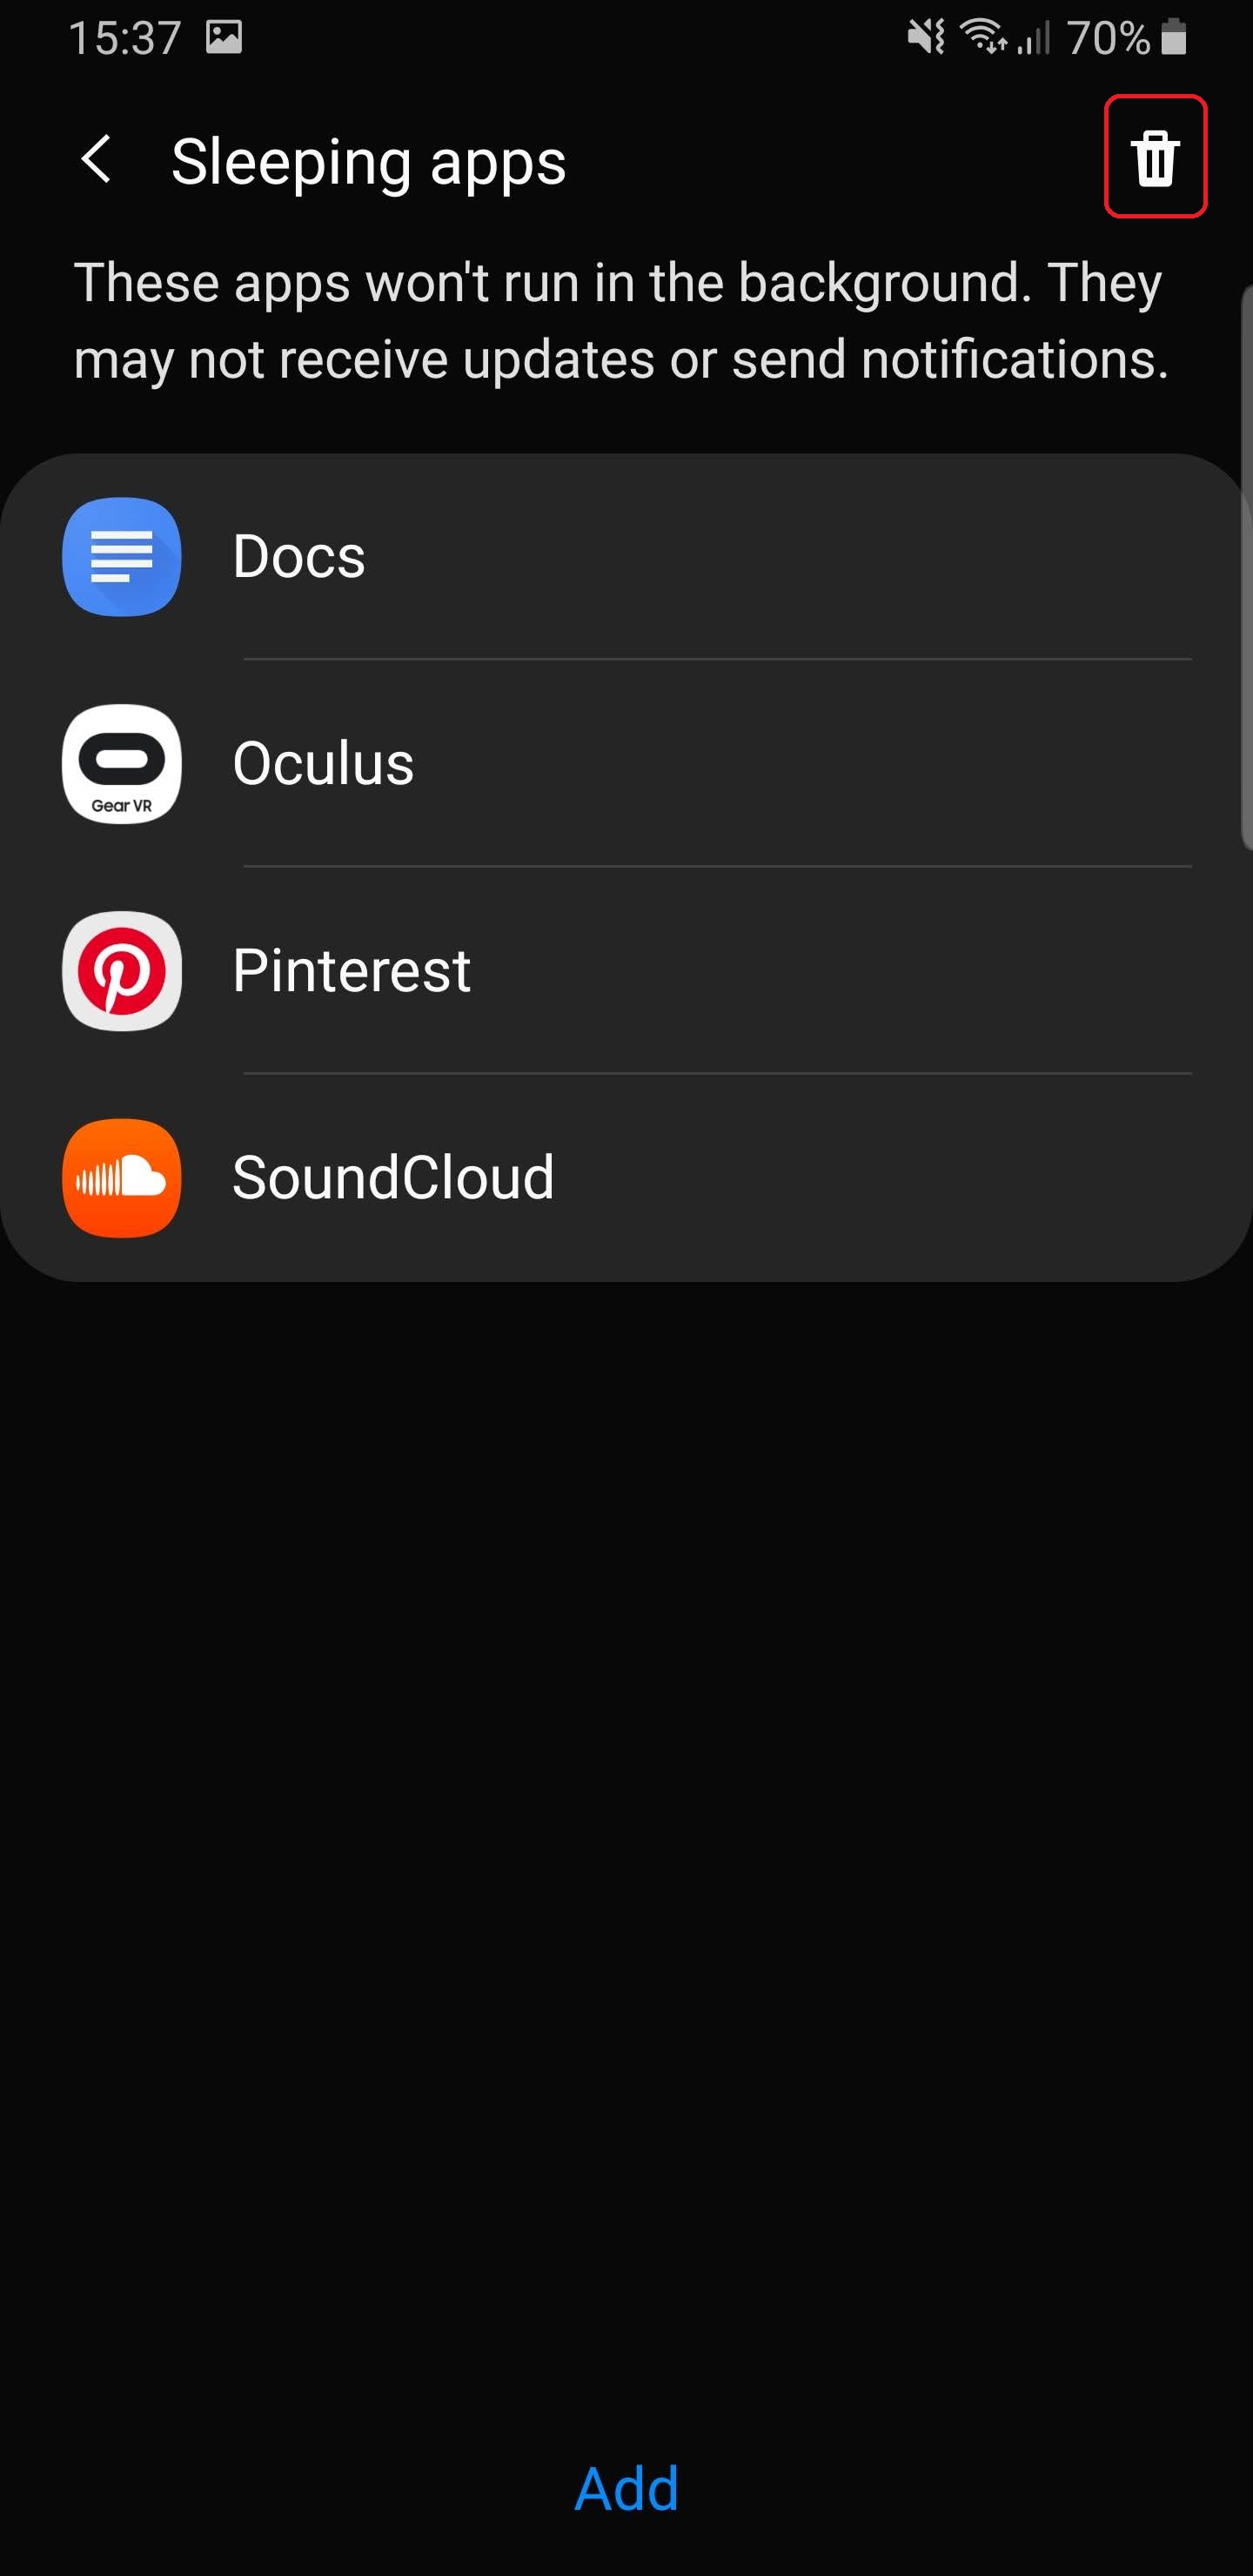 15:37 70%
Sleeping apps
These apps won't run in the background. They
may not receive updates or send notifications.
Docs
Oculus
Gear VR
Pinterest
SoundCloud
Add